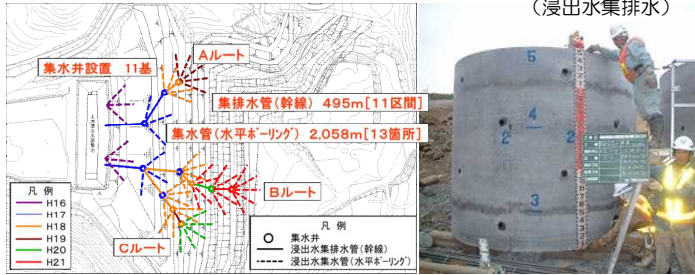 (浸出水集排水)
Aルート
集水井設置 11基
集排水管(幹線) 495m[11区間]
集水管(水平ボーリング) 2,058m[13箇所]
Bルート
Cルート
凡 例
H16
H17
H18
H19
H20
H21
凡 例
集水井
浸出水集排水管(幹線)
浸出水集水管(水平ボーリング)
5
4
2
2
3